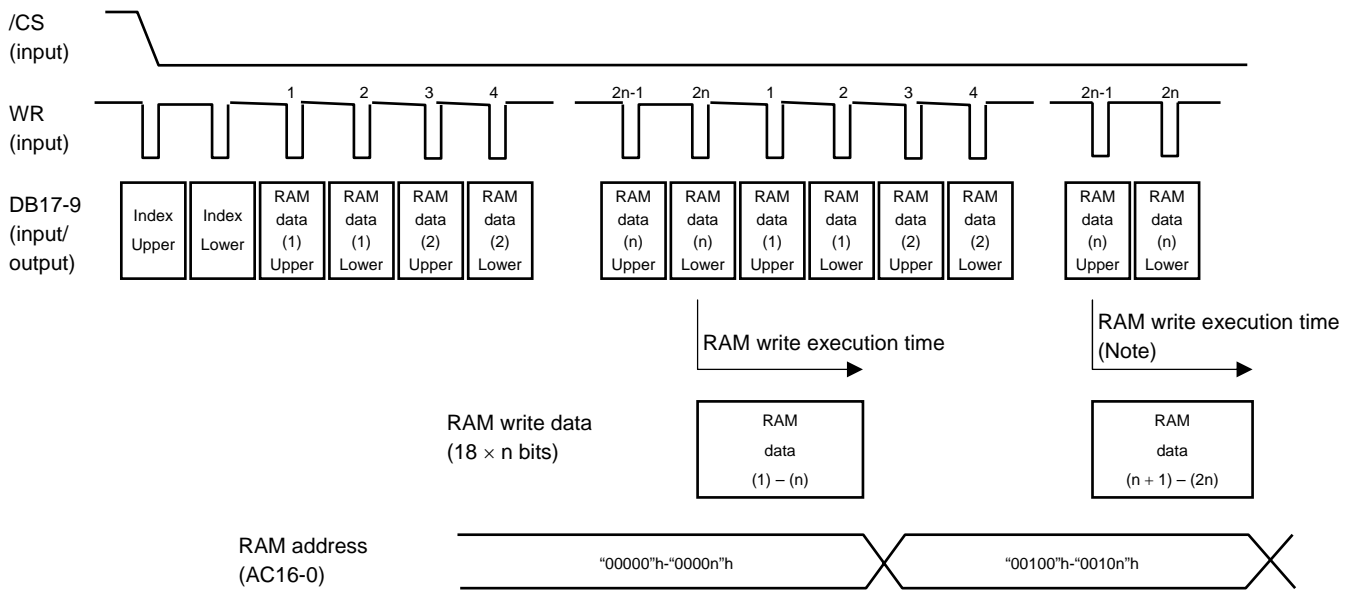 /CS
(input)
1 2 3 4 2n-1 2n 1 2 3 4 2n-1 2n
WR
(input)
DB17-9
(input/
output)
Index
Upper
Index
Lower
RAM
data
(1)
Upper
RAM
data
(1)
Lower
RAM
data
(2)
Upper
RAM
data
(2)
Lower
RAM
data
(n)
Upper
RAM
data
(n)
Lower
RAM
data
(1)
Upper
RAM
data
(1)
Lower
RAM
data
(2)
Upper
RAM
data
(2)
Lower
RAM
data
(n)
Upper
RAM
data
(n)
Lower
RAM write execution time
RAM write execution time
(Note)
RAM write data
(18 × n bits)
RAM
data
(1) – (n)
RAM
data
(n + 1) – (2n)
RAM address
(AC16-0)
“00000”h-“0000n”h
“00100”h-“0010n”h